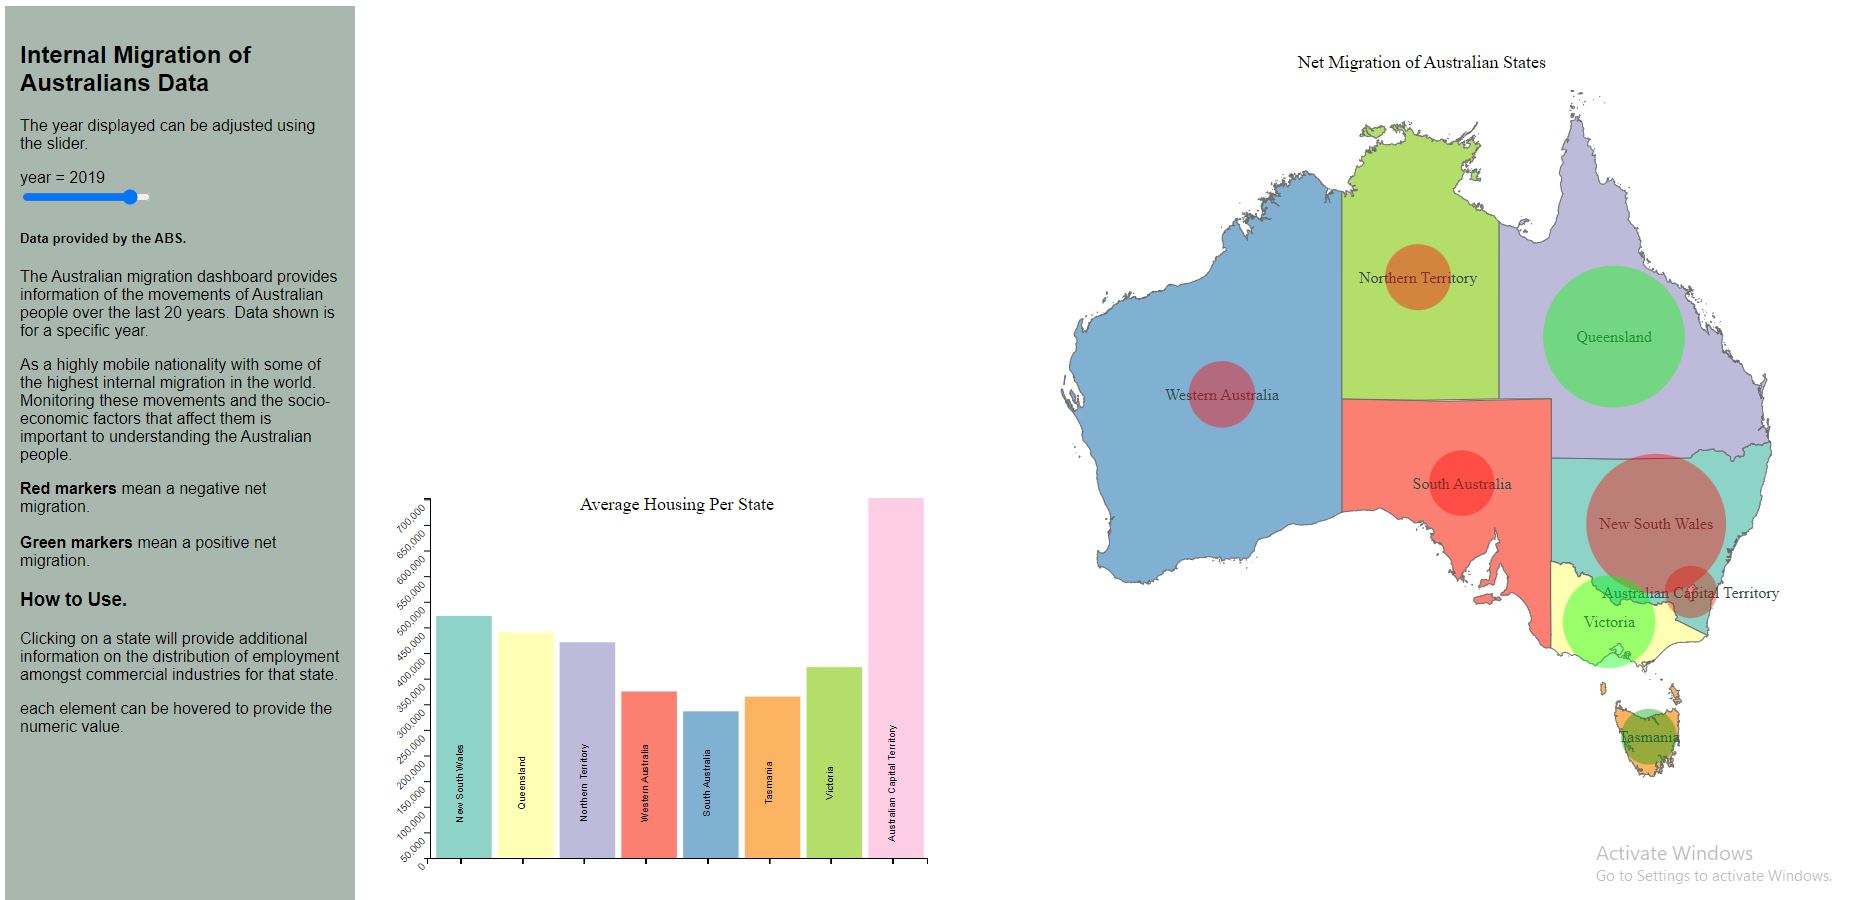 Internal Migration of
Australians Data
The year displayed can be adjusted using
the slider.
year = 2019
Data provided by the ABS.
The Australian migration dashboard provides
information of the movements of Australian
people over the last 20 years. Data shown is
for a specific year.
As a highly mobile nationality with some of
the highest internal migration in the world.
Monitoring these movements and the socio-
economic factors that affect them is
important to understanding the Australian
people.
Red markers mean a negative net
migration.
Green markers mean a positive net
migration.
How to Use.
Clicking on a state will provide additional
information on the distribution of employment
amongst commercial industries for that state.
each element can be hovered to provide the
numeric value.
Average Housing Per State
700,000
650,000
600,000
550,000
500,000
450,000
400,000
350,000
300,000
250,000
200,000
150,000
100,000
50,000
0
New South Wales
Queensland
Northern Territory
Western Australia
South Australia
Tasmania
Victoria
Australian Capital Territory
Net Migration of Australian States
Northern Territory
Queensland
Western Australia
South Australia
New South Wales
Australian Capital Territory
Victoria
Tasmania
Activate Windows
Go to Settings to activate Windows.